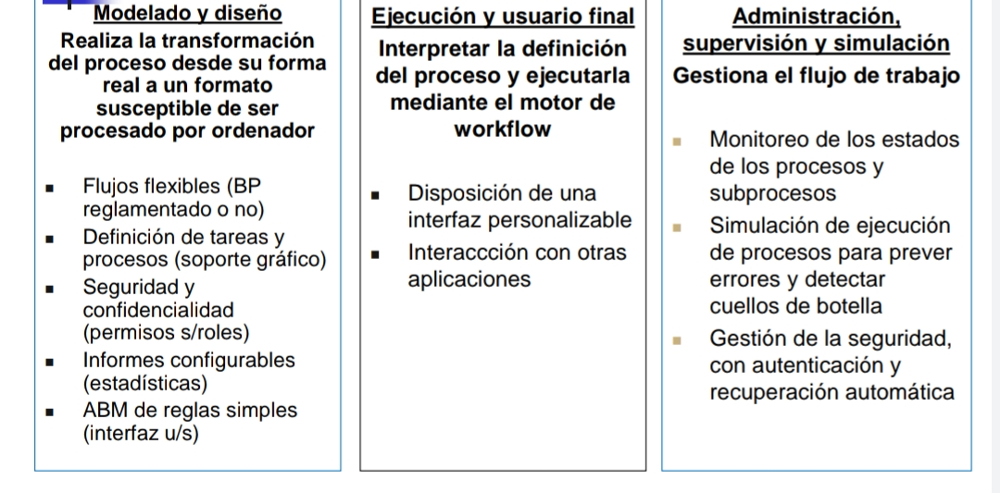 Modelado y diseño
Realiza la transformación
del proceso desde su forma
real a un formato
susceptible de ser
procesado por ordenador
Flujos flexibles (BP
reglamentado o no)
Definición de tareas y
procesos (soporte gráfico)
Seguridad y
confidencialidad
(permisos s/roles)
Informes configurables
(estadísticas)
ABM de reglas simples
(interfaz u/s)
Ejecución y usuario final
Interpretar la definición
del proceso y ejecutarla
mediante el motor de
workflow
Disposición de una
interfaz personalizable
Interaccción con otras
aplicaciones
Administración,
supervisión y simulación
Gestiona el flujo de trabajo
Monitoreo de los estados
de los procesos y
subprocesos
Simulación de ejecución
de procesos para prever
errores y detectar
cuellos de botella
Gestión de la seguridad,
con autenticación y
recuperación automática